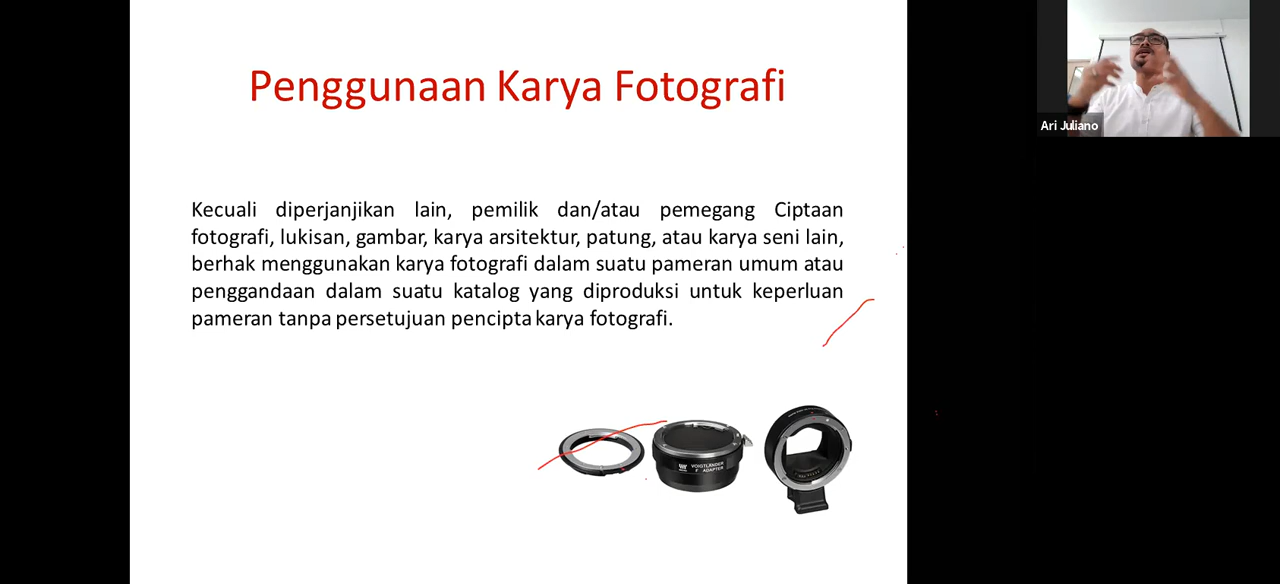 Penggunaan Karya Fotografi
Kecuali diperjanjikan lain, pemilik dan/atau pemegang Ciptaan
fotografi, lukisan, gambar, karya arsitektur, patung, atau karya seni lain,
berhak menggunakan karya fotografi dalam suatu pameran umum atau
penggandaan dalam suatu katalog yang diproduksi untuk keperluan
pameran tanpa persetujuan pencipta karya fotografi.
VOIGTLÄNDER
F ADAPTER
Ari Juliano